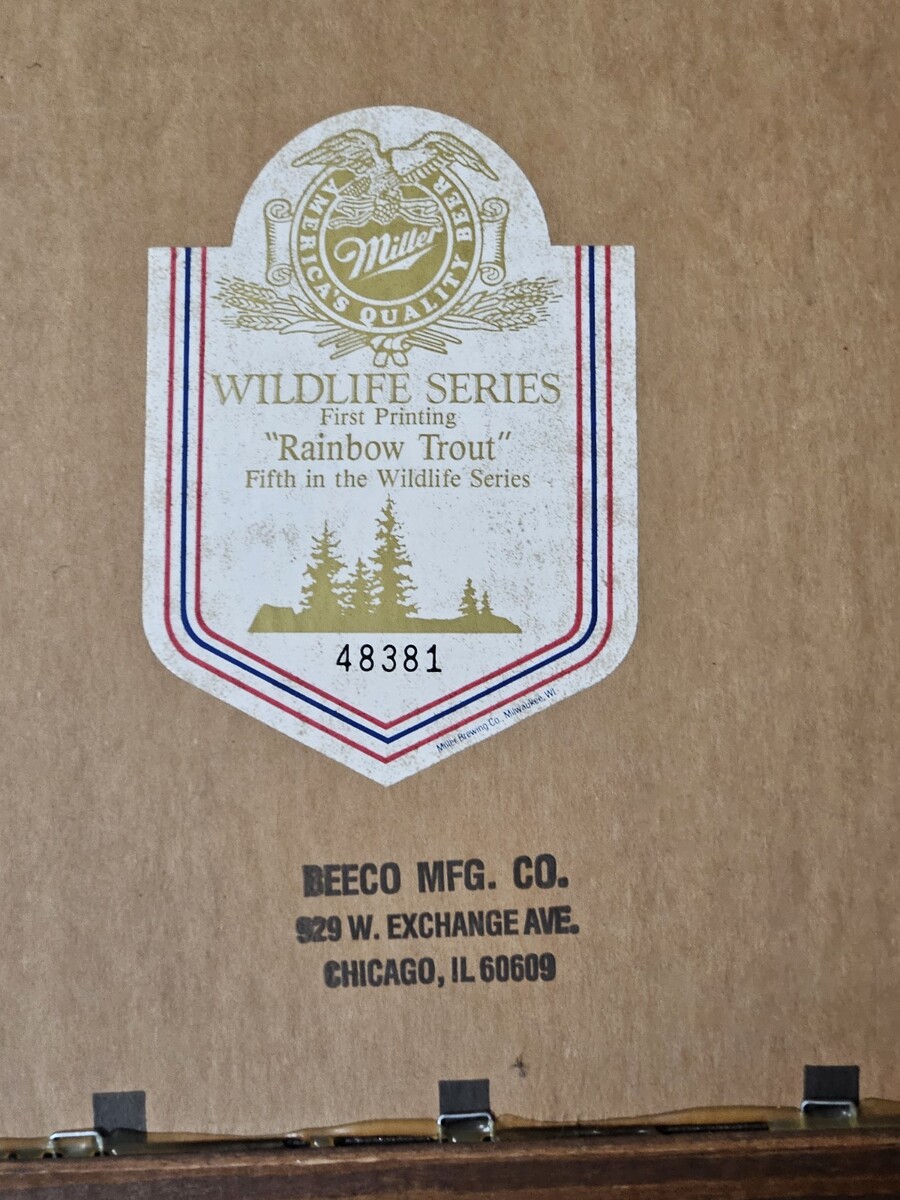 AMERICA'S QUALITY BEER
Miller
WILDLIFE SERIES
First Printing
"Rainbow Trout"
Fifth in the Wildlife Series
48381
Miller Brewing Co., Milwaukee, WI
BEECO MFG. CO.
929 W. EXCHANGE AVE.
CHICAGO, IL 60609